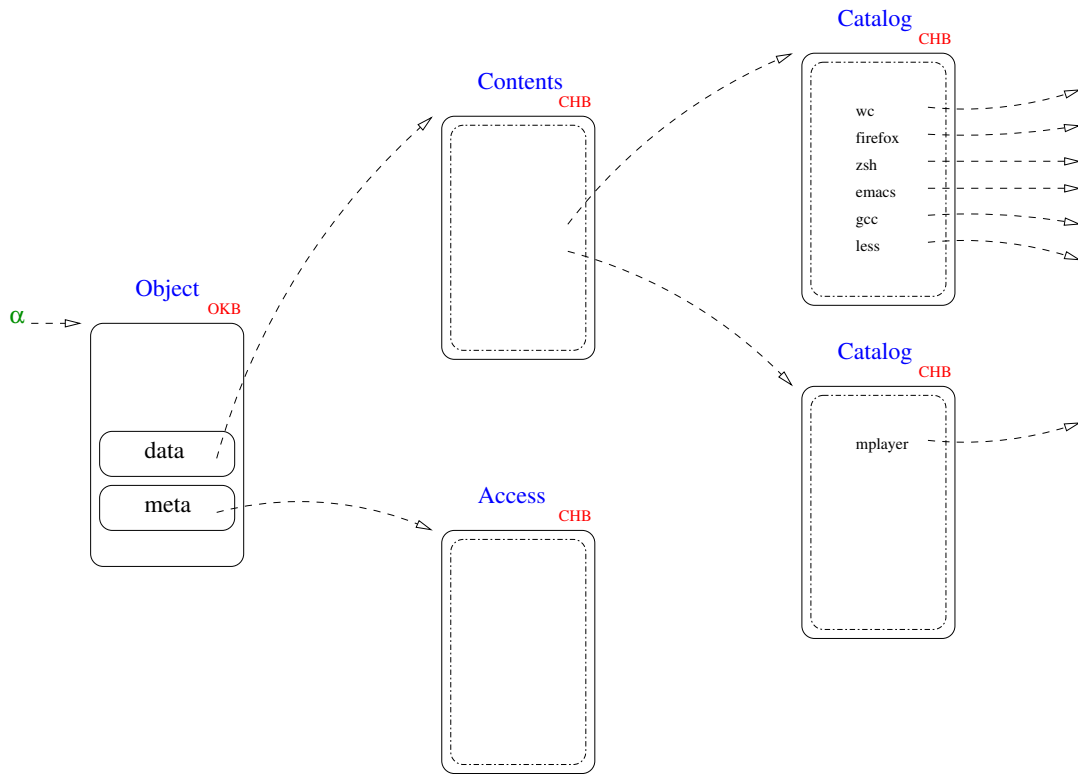 Catalog
CHB
Contents
CHB
wc
firefox
zsh
emacs
gcc
less
Object
OKB
α
data
meta
Catalog
CHB
mplayer
Access
CHB